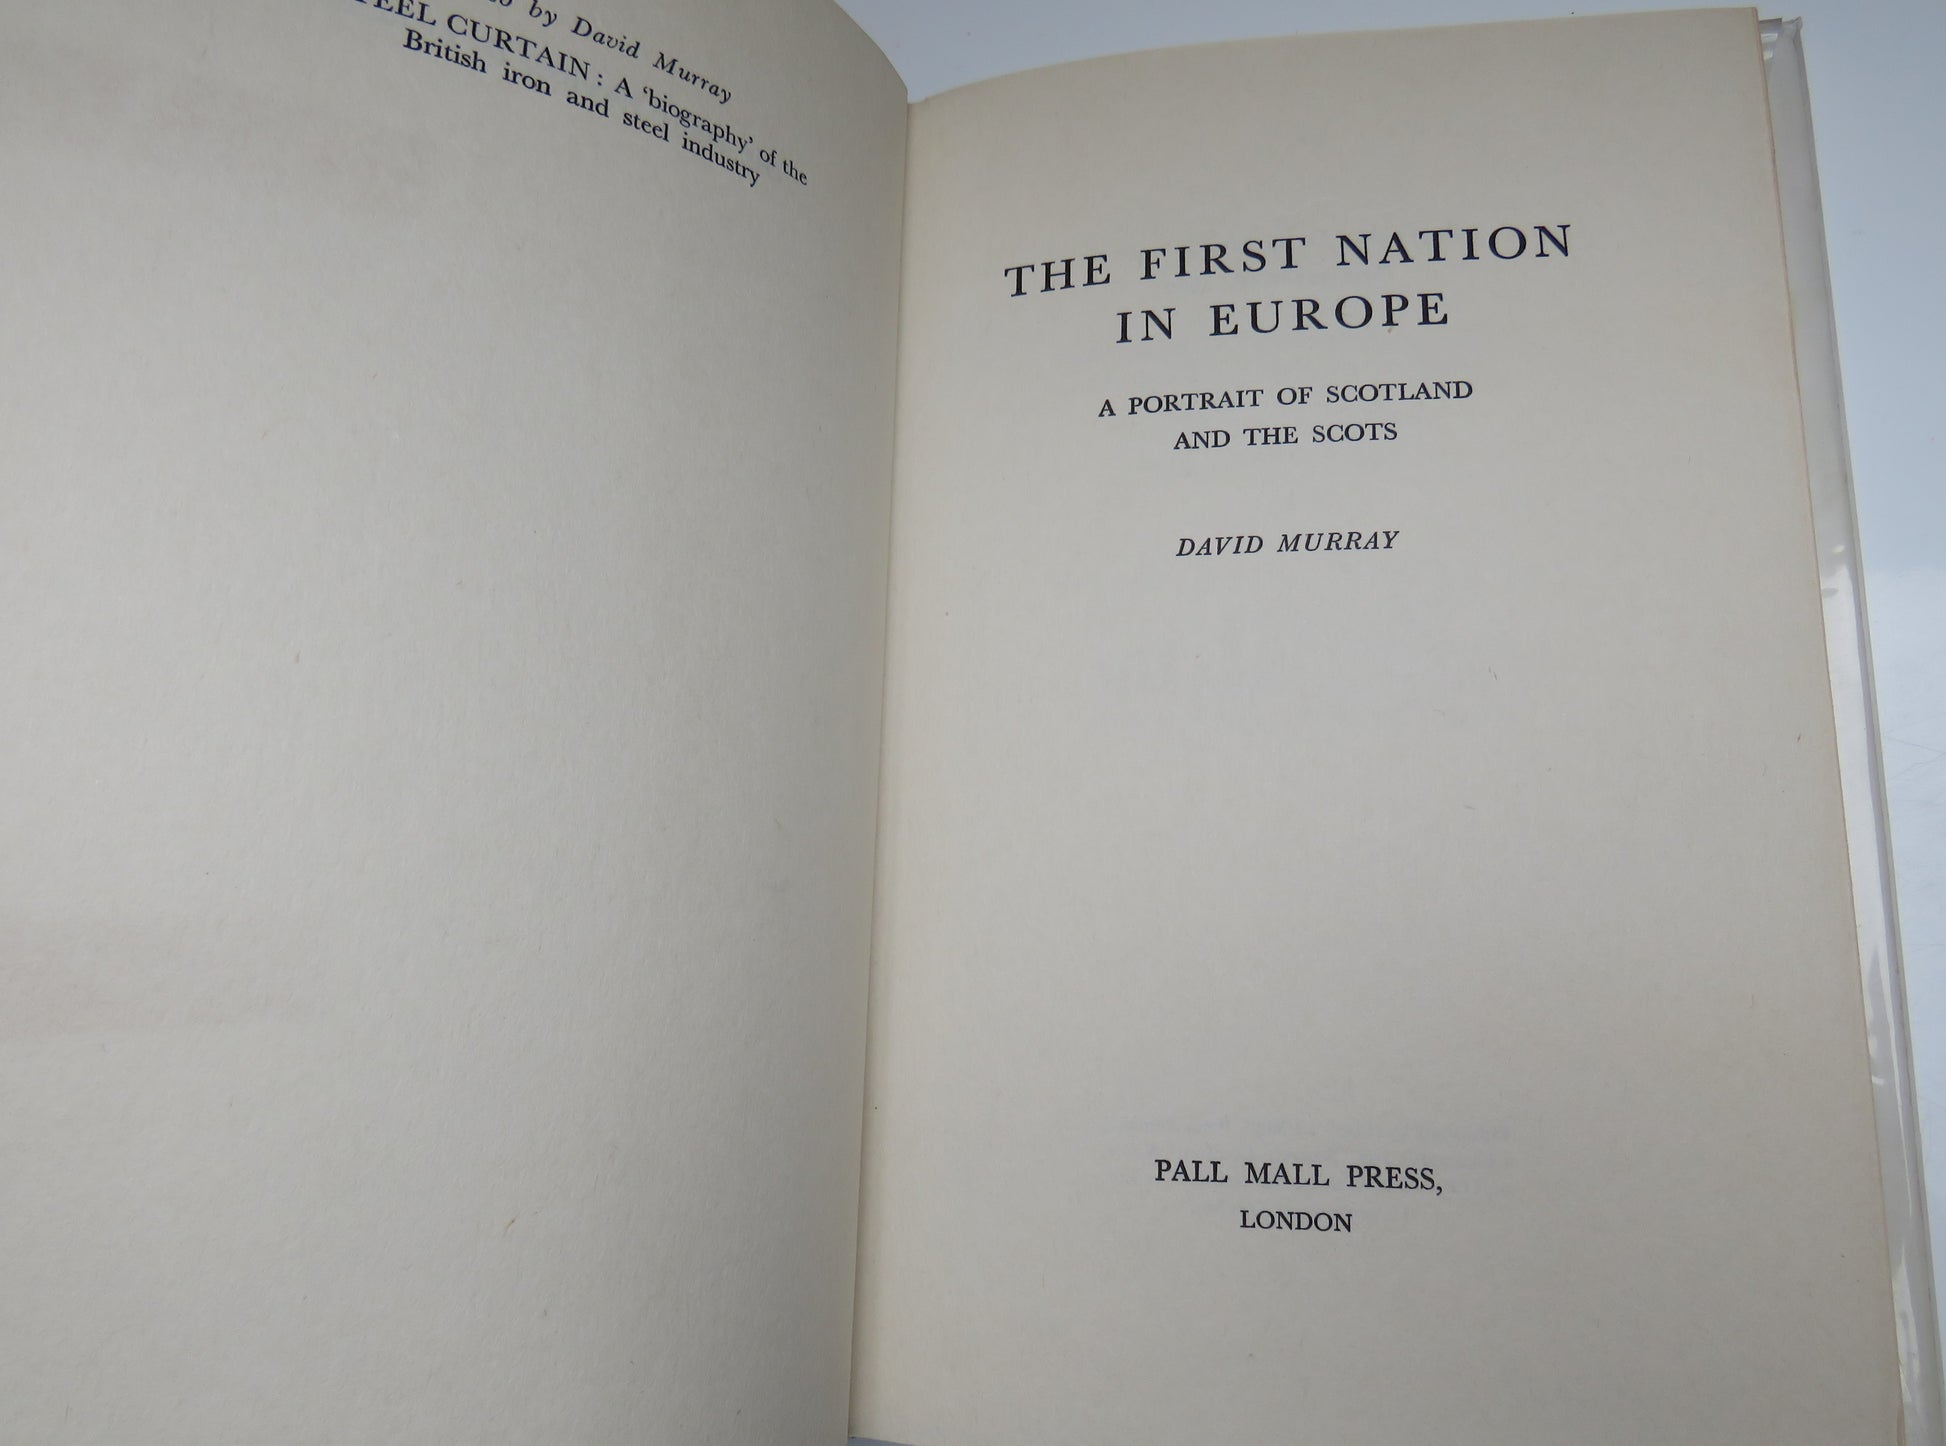 by David Murray
CURTAIN: A 'biography' of the
British iron and steel industry
THE FIRST NATION
IN EUROPE
A PORTRAIT OF SCOTLAND
AND THE SCOTS
DAVID MURRAY
PALL MALL PRESS,
LONDON